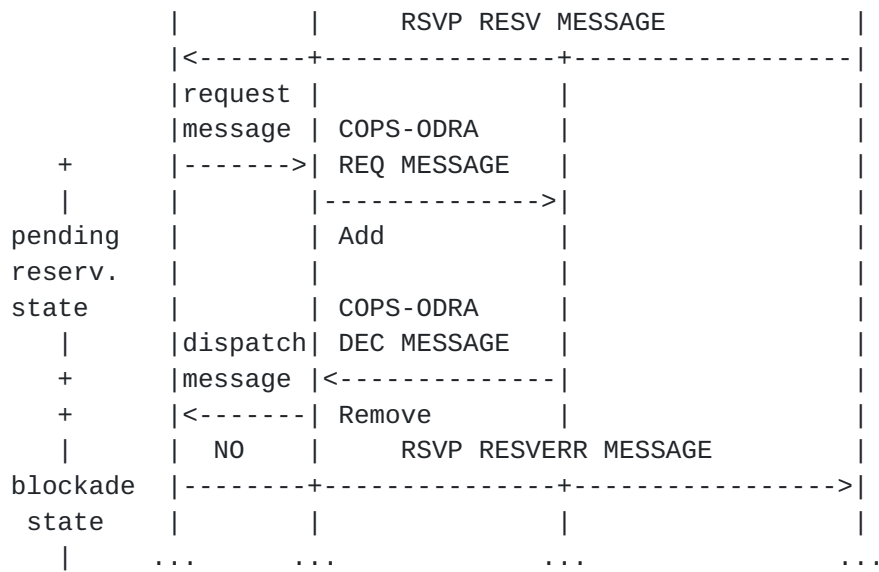 | | RSVP RESV MESSAGE |
|<-------+---------------+------------------|
|request | | |
|message | COPS-ODRA | |
+ |------->| REQ MESSAGE | |
| | |-------------->| |
pending | | Add | |
reserv. | | | |
state | | COPS-ODRA | |
| |dispatch| DEC MESSAGE | |
+ |message |<--------------| |
+ |<-------| Remove | |
| | NO | RSVP RESVERR MESSAGE |
blockade |--------+---------------+----------------->|
state | | | |
| ... ... ... ...